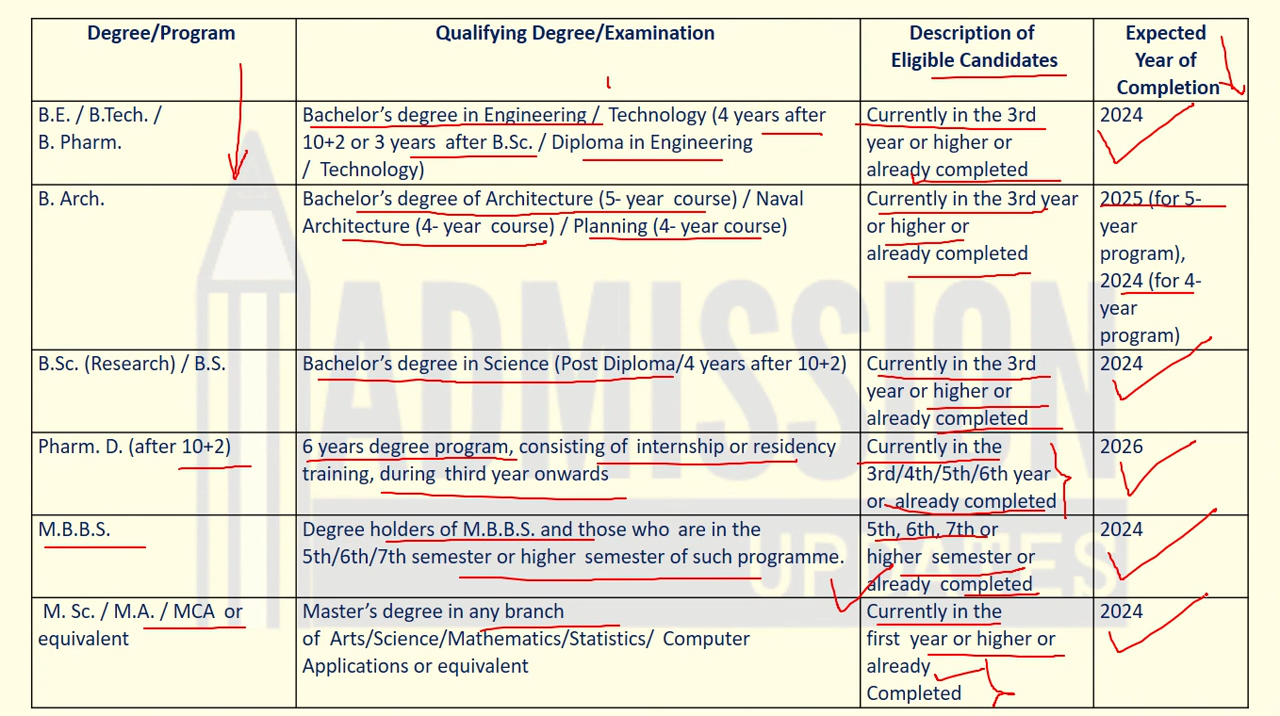 Degree/Program
Qualifying Degree/Examination
Description of
Eligible Candidates
Expected
Year of
Completion
B.E. / B.Tech. /
B. Pharm.
Bachelor's degree in Engineering / Technology (4 years after
10+2 or 3 years after B.Sc. / Diploma in Engineering
/ Technology)
Currently in the 3rd
year or higher or
already completed
2024
B. Arch.
Bachelor's degree of Architecture (5- year course) / Naval
Architecture (4- year course) / Planning (4- year course)
Currently in the 3rd year
or higher or
already completed
2025 (for 5-
year
program),
2024 (for 4-
year
program)
B.Sc. (Research) / B.S.
Bachelor's degree in Science (Post Diploma/4 years after 10+2)
Currently in the 3rd
year or higher or
already completed
2024
Pharm. D. (after 10+2)
6 years degree program, consisting of internship or residency
training, during third year onwards
Currently in the
3rd/4th/5th/6th year
or already completed
2026
M.B.B.S.
Degree holders of M.B.B.S. and those who are in the
5th/6th/7th semester or higher semester of such programme.
5th, 6th, 7th or
higher semester or
already completed
2024
M. Sc. / M.A. / MCA or
equivalent
Master's degree in any branch
of Arts/Science/Mathematics/Statistics/ Computer
Applications or equivalent
Currently in the
first year or higher or
already
Completed
2024
ADMISSION
UPDATES